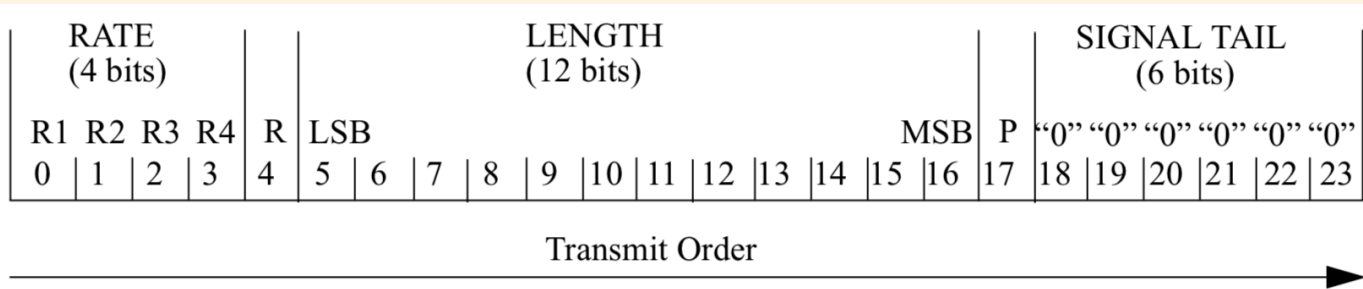 RATE LENGTH SIGNAL TAIL
(4 bits) (12 bits) (6 bits)
R1 R2 R3 R4 R LSB MSB P “0” “0” “0” “0” “0” “0”
0 1 2 3 4 5 6 7 8 9 10 11 12 13 14 15 16 17 18 19 20 21 22 23
Transmit Order